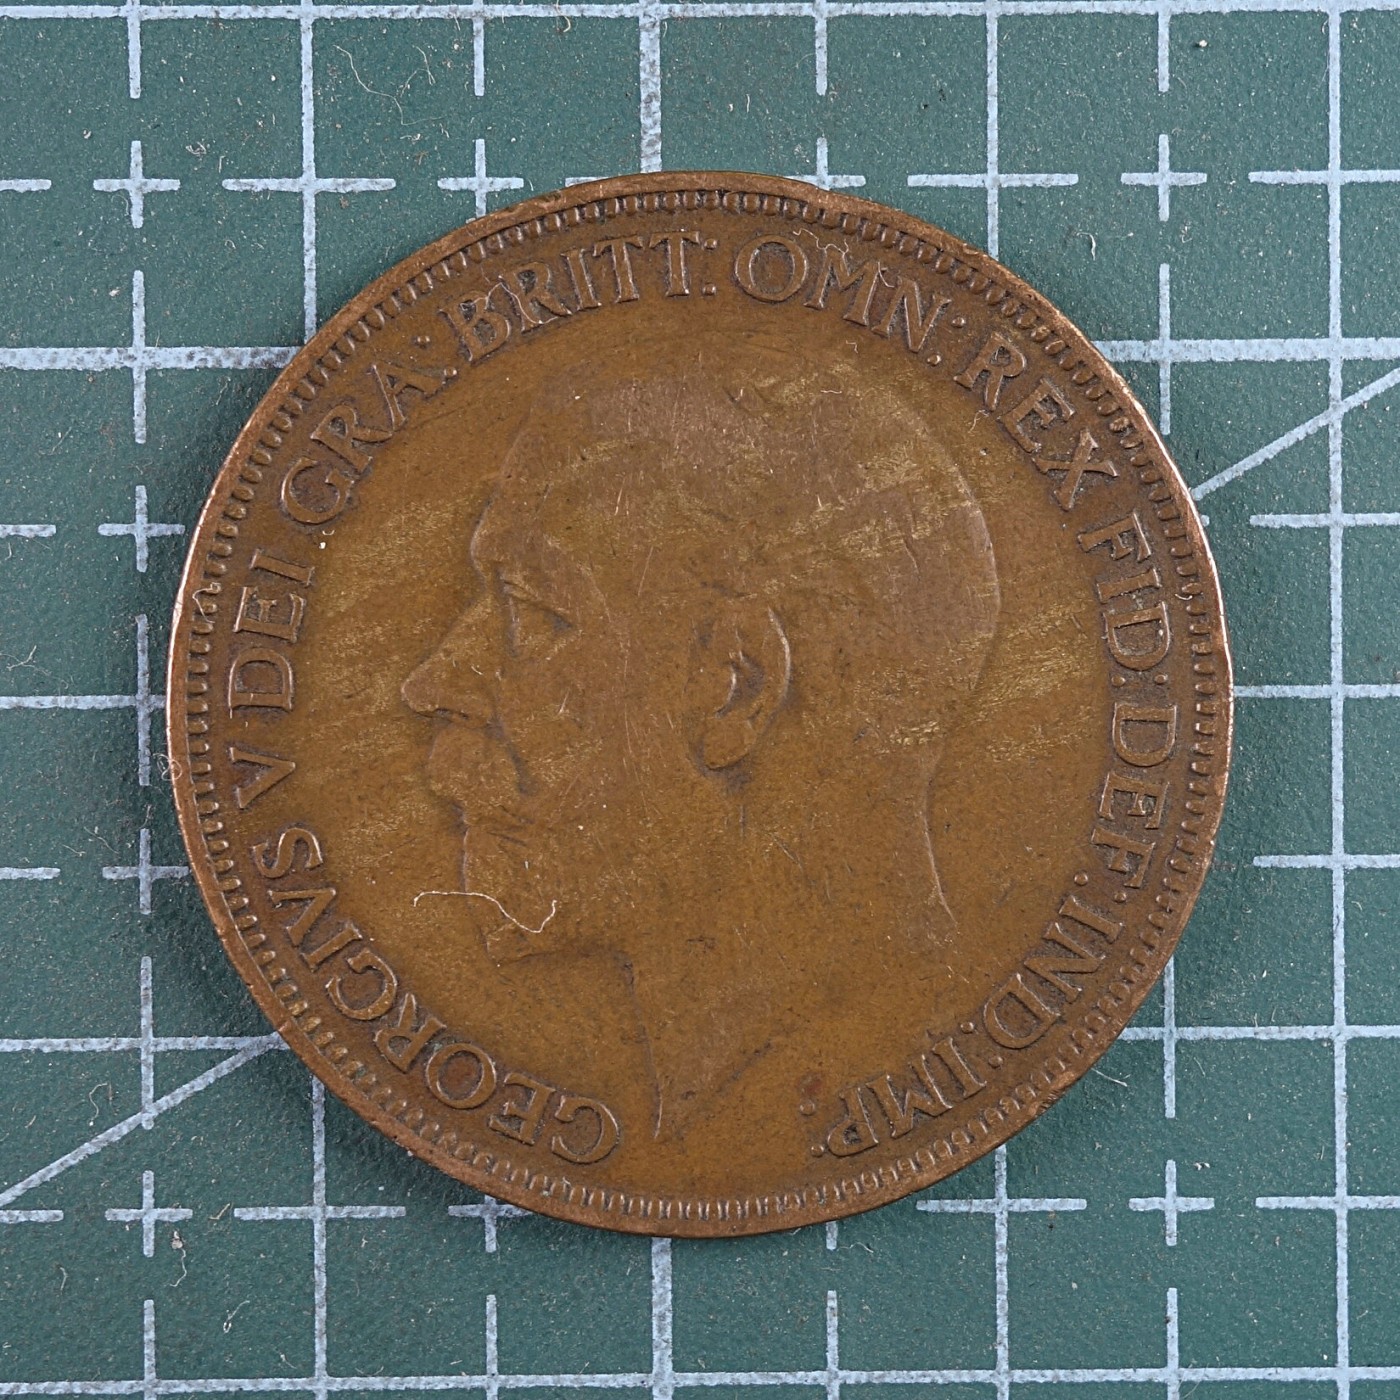 GEORGIVS V DEI GRA: BRITT: OMN: REX FID: DEF: IND: IMP: